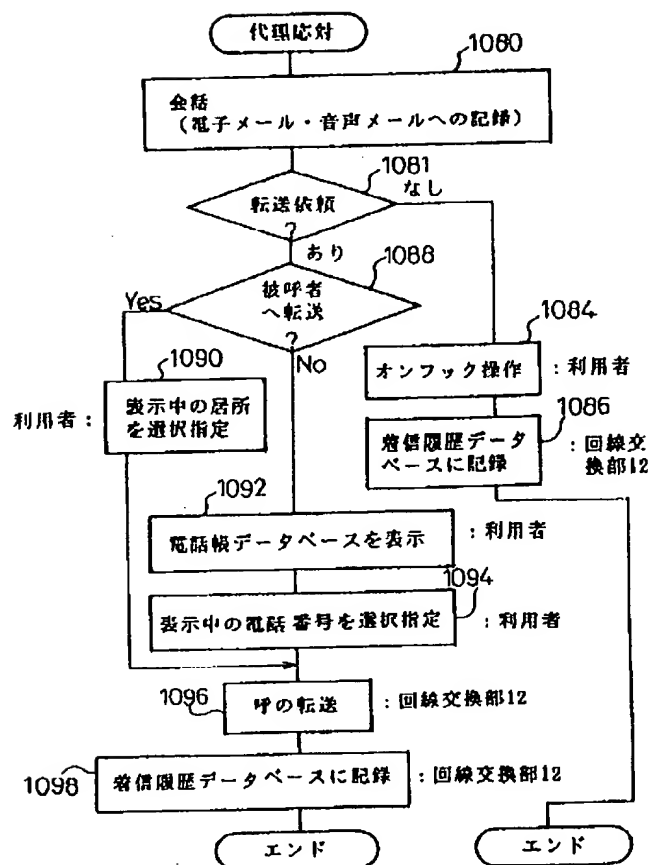 代理応対
1080
会話
(電子メール・音声メールへの記録)
1081
転送依頼
?
なし
あり
1088
被呼者
へ転送
?
Yes
No
1090
利用者:
表示中の居所
を選択指定
1084
オンフック操作
:利用者
1086
着信履歴データ
ベースに記録
:回線交
換部12
1092
電話帳データベースを表示
:利用者
1094
表示中の電話番号を選択指定
:利用者
1096
呼の転送
:回線交換部12
1098
着信履歴データベースに記録
:回線交換部12
エンド
エンド